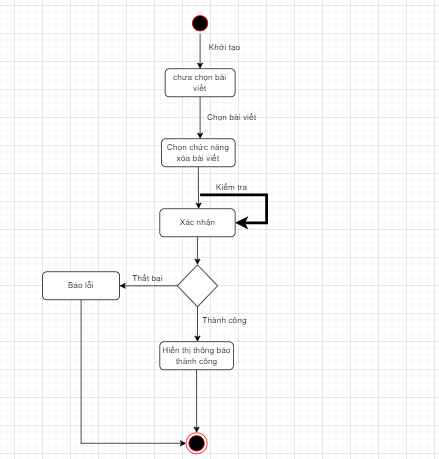 Khởi tạo
chưa chọn bài
viết
Chọn bài viết
Chọn chức năng
xóa bài viết
Kiểm tra
Xác nhận
Thất bại
Báo lỗi
Thành công
Hiển thị thông báo
thành công